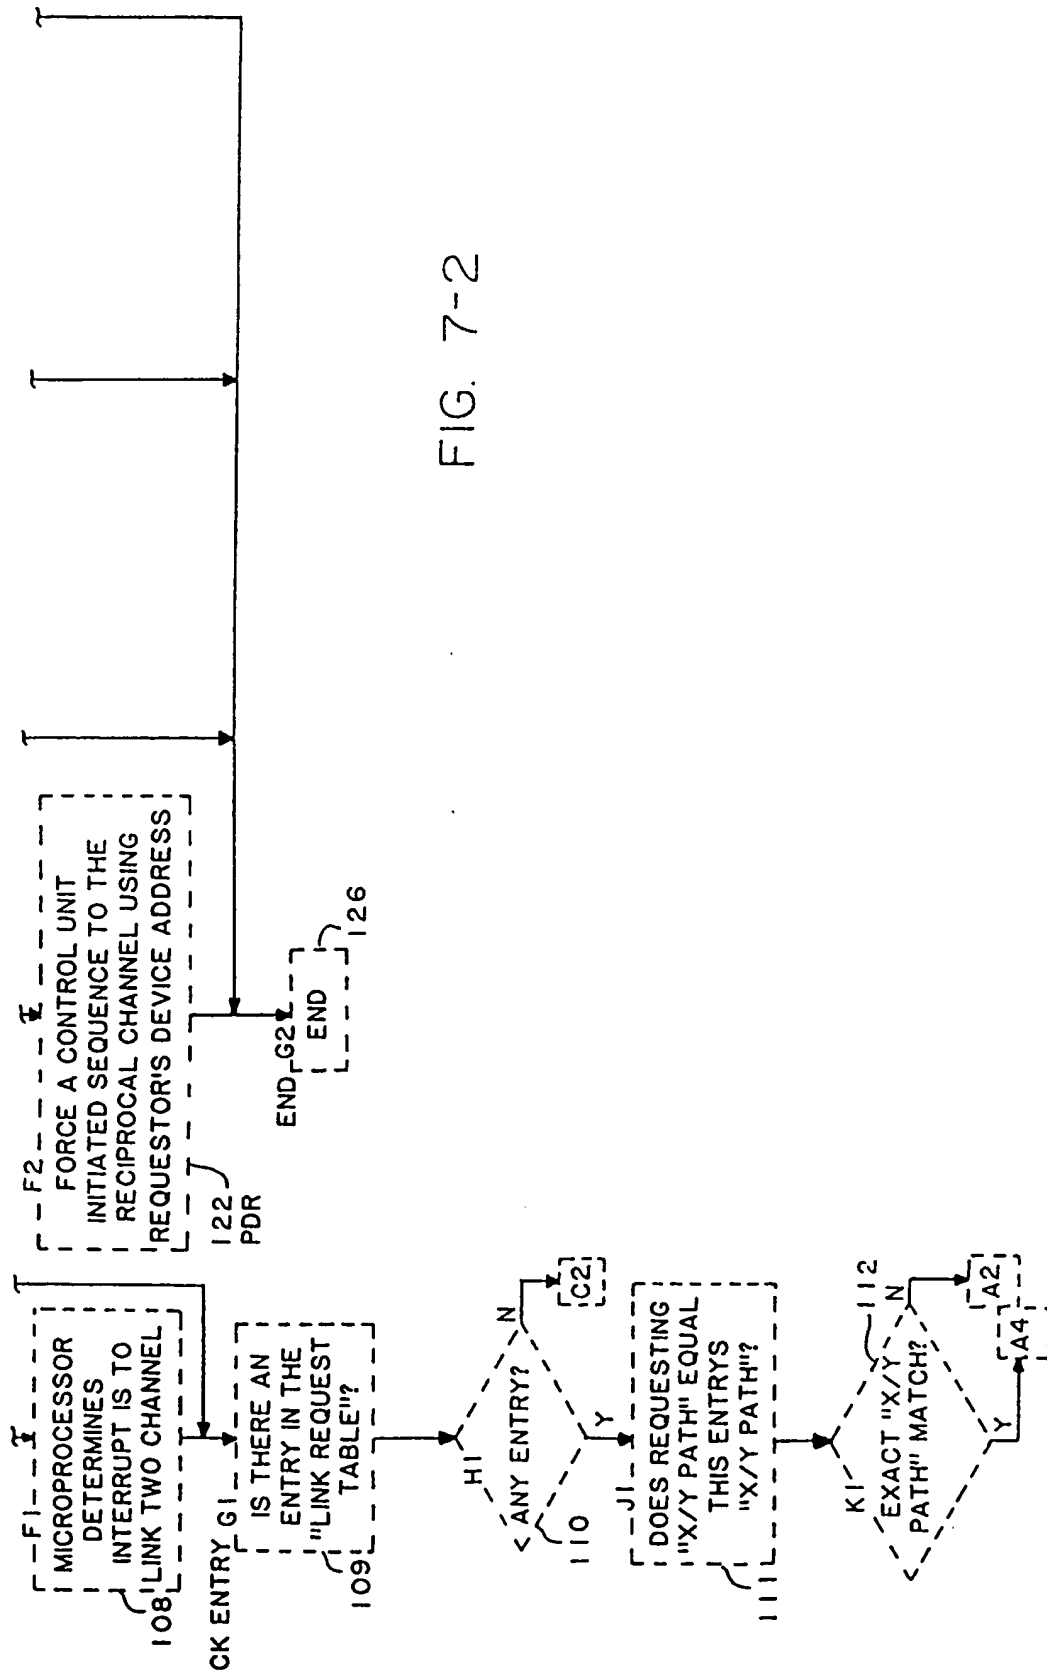 F1
MICROPROCESSOR
DETERMINES
INTERRUPT IS TO
LINK TWO CHANNEL
108
CK ENTRY G1
IS THERE AN
ENTRY IN THE
"LINK REQUEST
TABLE"?
109
H1
ANY ENTRY?
N
110
Y
C2
J1
DOES REQUESTING
"X/Y PATH" EQUAL
THIS ENTRYS
"X/Y PATH"?
111
K1
EXACT "X/Y
PATH" MATCH?
112
N
A2
Y
A4
F2
FORCE A CONTROL UNIT
INITIATED SEQUENCE TO THE
RECIPROCAL CHANNEL USING
REQUESTOR'S DEVICE ADDRESS
122
PDR
END G2
END
126
FIG. 7-2